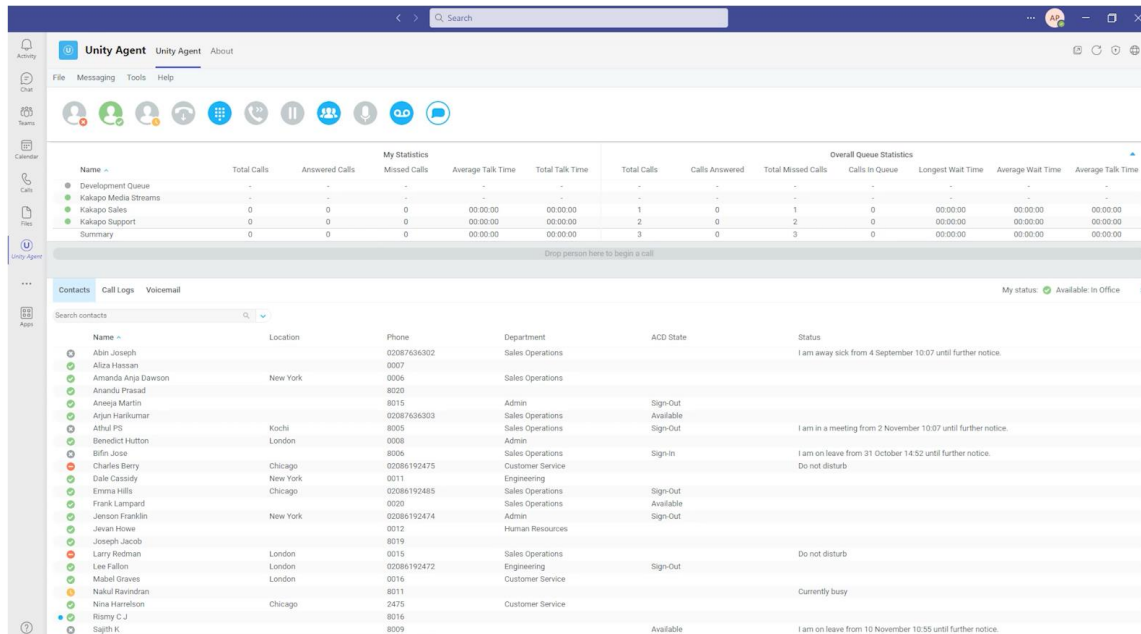 Search
AP
Activity
Chat
Teams
Calendar
Calls
Files
Unity Agent
Apps
Unity Agent Unity Agent About
File Messaging Tools Help
My Statistics Overall Queue Statistics
Name Total Calls Answered Calls Missed Calls Average Talk Time Total Talk Time Total Calls Calls Answered Total Missed Calls Calls In Queue Longest Wait Time Average Wait Time Average Talk Time
Development Queue - - - - - - - - - - - -
Kakapo Media Streams - - - - - - - - - - - -
Kakapo Sales 0 0 0 00:00:00 00:00:00 1 0 1 0 00:00:00 00:00:00 00:00:00
Kakapo Support 0 0 0 00:00:00 00:00:00 2 0 2 0 00:00:00 00:00:00 00:00:00
Summary 0 0 0 00:00:00 00:00:00 3 0 3 0 00:00:00 00:00:00 00:00:00
Drop person here to begin a call
Contacts Call Logs Voicemail My status: Available: In Office
Search contacts
Name Location Phone Department ACD State Status
Abin Joseph 02087636302 Sales Operations I am away sick from 4 September 10:07 until further notice.
Aliza Hassan 0007
Amanda Anja Dawson New York 0006 Sales Operations
Anandu Prasad 8020
Aneeja Martin 8015 Admin Sign-Out
Arjun Harikumar 02087636303 Sales Operations Available
Athul PS Kochi 8005 Sales Operations Sign-Out I am in a meeting from 2 November 10:07 until further notice.
Benedict Hutton London 0008 Admin
Bifin Jose 8006 Sales Operations Sign-In I am on leave from 31 October 14:52 until further notice.
Charles Berry Chicago 02086192475 Customer Service Do not disturb
Dale Cassidy New York 0011 Engineering
Emma Hills Chicago 02086192485 Sales Operations Sign-Out
Frank Lampard 0020 Sales Operations Available
Jenson Franklin New York 02086192474 Admin Sign-Out
Jevan Howe 0012 Human Resources
Joseph Jacob 8019
Larry Redman London 0015 Sales Operations Do not disturb
Lee Fallon London 02086192472 Engineering Sign-Out
Mabel Graves London 0016 Customer Service
Nakul Ravindran 8011 Currently busy
Nina Harrelson Chicago 2475 Customer Service
Rismy C J 8016
Sajith K 8009 Available I am on leave from 10 November 10:55 until further notice.